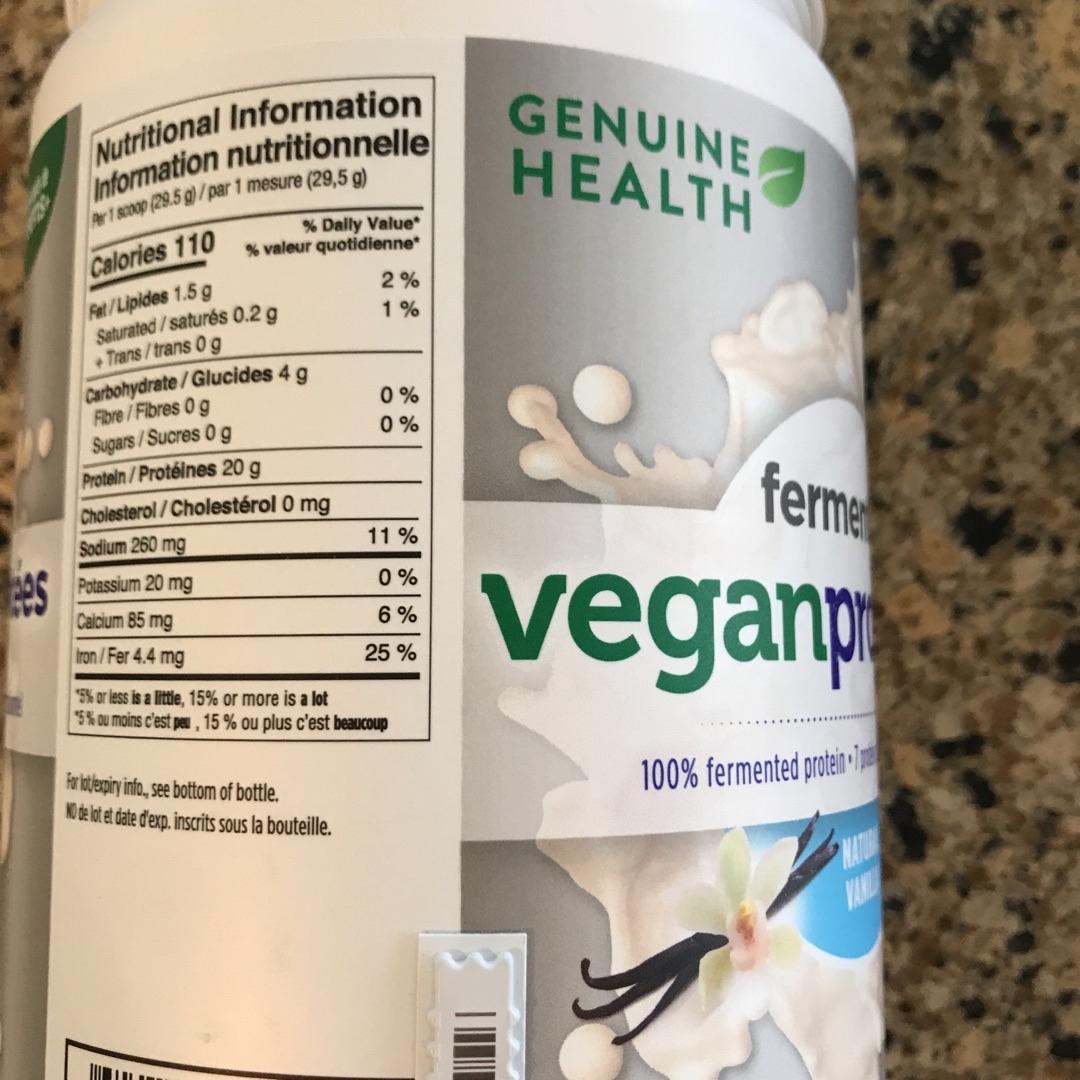 Nutritional Information
Information nutritionnelle
Per 1 scoop (29.5 g) / par 1 mesure (29,5 g)
Calories 110
% Daily Value*
% valeur quotidienne*
Fat / Lipides 1.5 g 2 %
Saturated / saturés 0.2 g 1 %
+ Trans / trans 0 g
Carbohydrate / Glucides 4 g
Fibre / Fibres 0 g 0 %
Sugars / Sucres 0 g 0 %
Protein / Protéines 20 g
Cholesterol / Cholestérol 0 mg
Sodium 260 mg 11 %
Potassium 20 mg 0 %
Calcium 85 mg 6 %
Iron / Fer 4.4 mg 25 %
*5% or less is a little, 15% or more is a lot
*5 % ou moins c'est peu , 15 % ou plus c'est beaucoup
For lot/expiry info., see bottom of bottle.
NO de lot et date d'exp. inscrits sous la bouteille.
ées
GENUINE
HEALTH
fermen
veganpro
100% fermented protein • 7
NATURA
VANILL